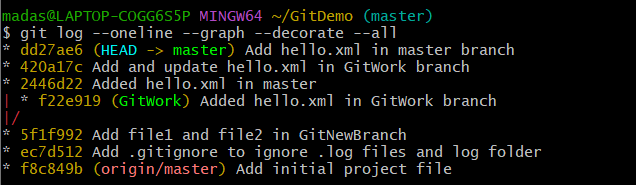 madas@LAPTOP-COGG6S5P MINGW64 ~/GitDemo (master)
$ git log --oneline --graph --decorate --all
* dd27ae6 (HEAD -> master) Add hello.xml in master branch
* 420a17c Add and update hello.xml in GitWork branch
* 2446d22 Added hello.xml in master
| * f22e919 (GitWork) Added hello.xml in GitWork branch
|/
* 5f1f992 Add file1 and file2 in GitNewBranch
* ec7d512 Add .gitignore to ignore .log files and log folder
* f8c849b (origin/master) Add initial project file